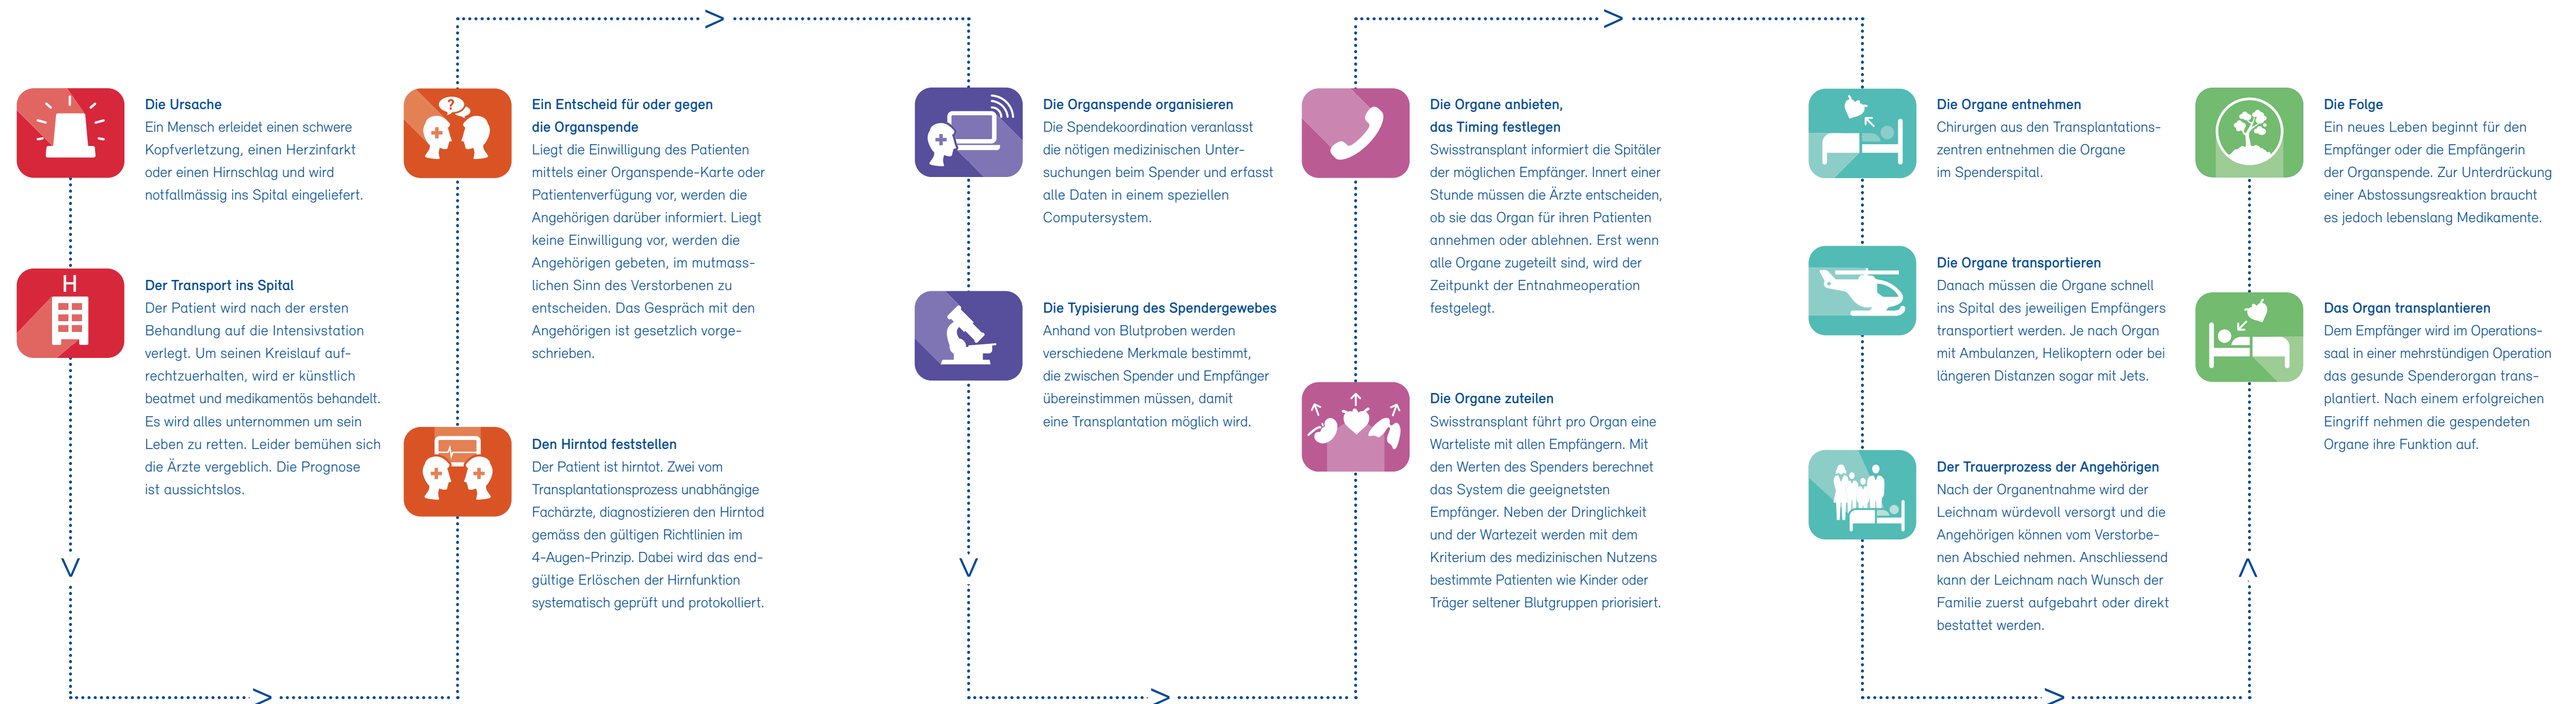 Die Ursache
Ein Mensch erleidet einen schwere
Kopfverletzung, einen Herzinfarkt
oder einen Hirnschlag und wird
notfallmässig ins Spital eingeliefert.
H
Der Transport ins Spital
Der Patient wird nach der ersten
Behandlung auf die Intensivstation
verlegt. Um seinen Kreislauf auf-
rechtzuerhalten, wird er künstlich
beatmet und medikamentös behandelt.
Es wird alles unternommen um sein
Leben zu retten. Leider bemühen sich
die Ärzte vergeblich. Die Prognose
ist aussichtslos.
?
Ein Entscheid für oder gegen
die Organspende
Liegt die Einwilligung des Patienten
mittels einer Organspende-Karte oder
Patientenverfügung vor, werden die
Angehörigen darüber informiert. Liegt
keine Einwilligung vor, werden die
Angehörigen gebeten, im mutmass-
lichen Sinn des Verstorbenen zu
entscheiden. Das Gespräch mit den
Angehörigen ist gesetzlich vorge-
schrieben.
Den Hirntod feststellen
Der Patient ist hirntot. Zwei vom
Transplantationsprozess unabhängige
Fachärzte, diagnostizieren den Hirntod
gemäss den gültigen Richtlinien im
4-Augen-Prinzip. Dabei wird das end-
gültige Erlöschen der Hirnfunktion
systematisch geprüft und protokolliert.
Die Organspende organisieren
Die Spendekoordination veranlasst
die nötigen medizinischen Unter-
suchungen beim Spender und erfasst
alle Daten in einem speziellen
Computersystem.
Die Typisierung des Spendergewebes
Anhand von Blutproben werden
verschiedene Merkmale bestimmt,
die zwischen Spender und Empfänger
übereinstimmen müssen, damit
eine Transplantation möglich wird.
Die Organe anbieten,
das Timing festlegen
Swisstransplant informiert die Spitäler
der möglichen Empfänger. Innert einer
Stunde müssen die Ärzte entscheiden,
ob sie das Organ für ihren Patienten
annehmen oder ablehnen. Erst wenn
alle Organe zugeteilt sind, wird der
Zeitpunkt der Entnahmeoperation
festgelegt.
Die Organe zuteilen
Swisstransplant führt pro Organ eine
Warteliste mit allen Empfängern. Mit
den Werten des Spenders berechnet
das System die geeignetsten
Empfänger. Neben der Dringlichkeit
und der Wartezeit werden mit dem
Kriterium des medizinischen Nutzens
bestimmte Patienten wie Kinder oder
Träger seltener Blutgruppen priorisiert.
Die Organe entnehmen
Chirurgen aus den Transplantations-
zentren entnehmen die Organe
im Spenderspital.
Die Organe transportieren
Danach müssen die Organe schnell
ins Spital des jeweiligen Empfängers
transportiert werden. Je nach Organ
mit Ambulanzen, Helikoptern oder bei
längeren Distanzen sogar mit Jets.
Der Trauerprozess der Angehörigen
Nach der Organentnahme wird der
Leichnam würdevoll versorgt und die
Angehörigen können vom Verstorbe-
nen Abschied nehmen. Anschliessend
kann der Leichnam nach Wunsch der
Familie zuerst aufgebahrt oder direkt
bestattet werden.
Die Folge
Ein neues Leben beginnt für den
Empfänger oder die Empfängerin
der Organspende. Zur Unterdrückung
einer Abstossungsreaktion braucht
es jedoch lebenslang Medikamente.
Das Organ transplantieren
Dem Empfänger wird im Operations-
saal in einer mehrstündigen Operation
das gesunde Spenderorgan trans-
plantiert. Nach einem erfolgreichen
Eingriff nehmen die gespendeten
Organe ihre Funktion auf.